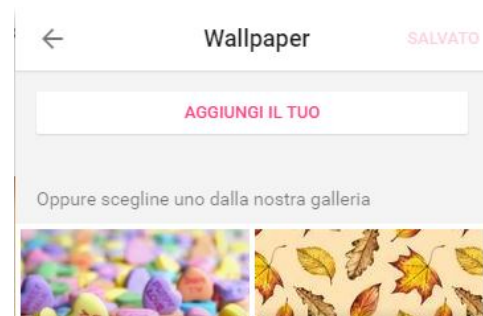 Wallpaper
SALVATO
AGGIUNGI IL TUO
Oppure scegline uno dalla nostra galleria